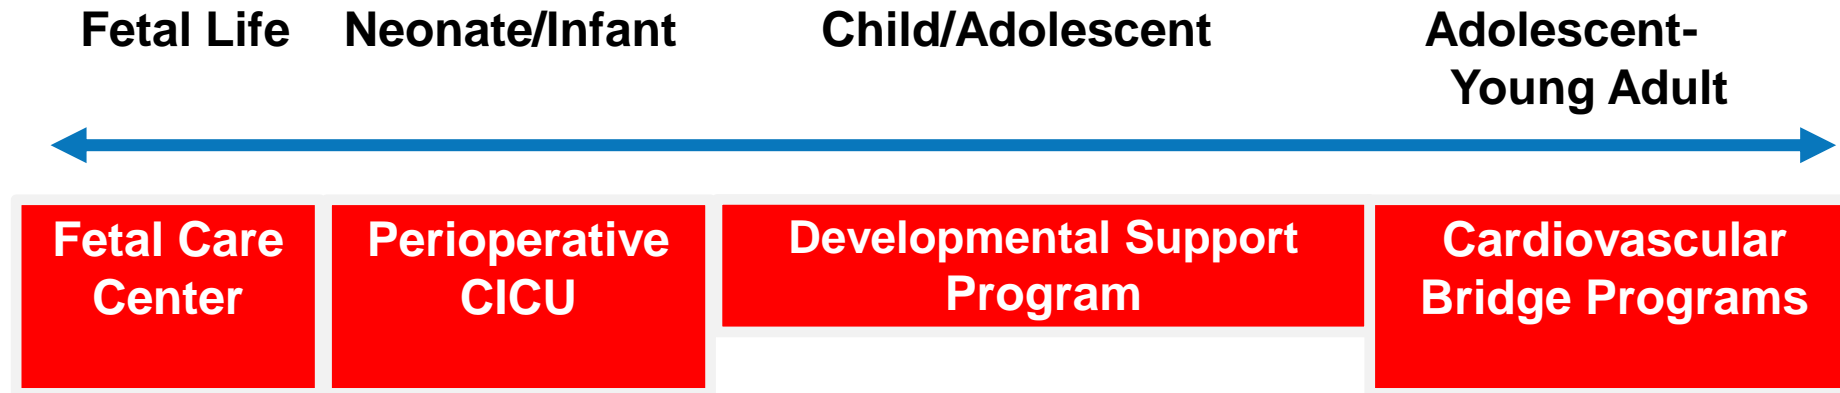 Fetal Life Neonate/Infant Child/Adolescent Adolescent-
Young Adult
Fetal Care
Center
Perioperative
CICU
Developmental Support
Program
Cardiovascular
Bridge Programs